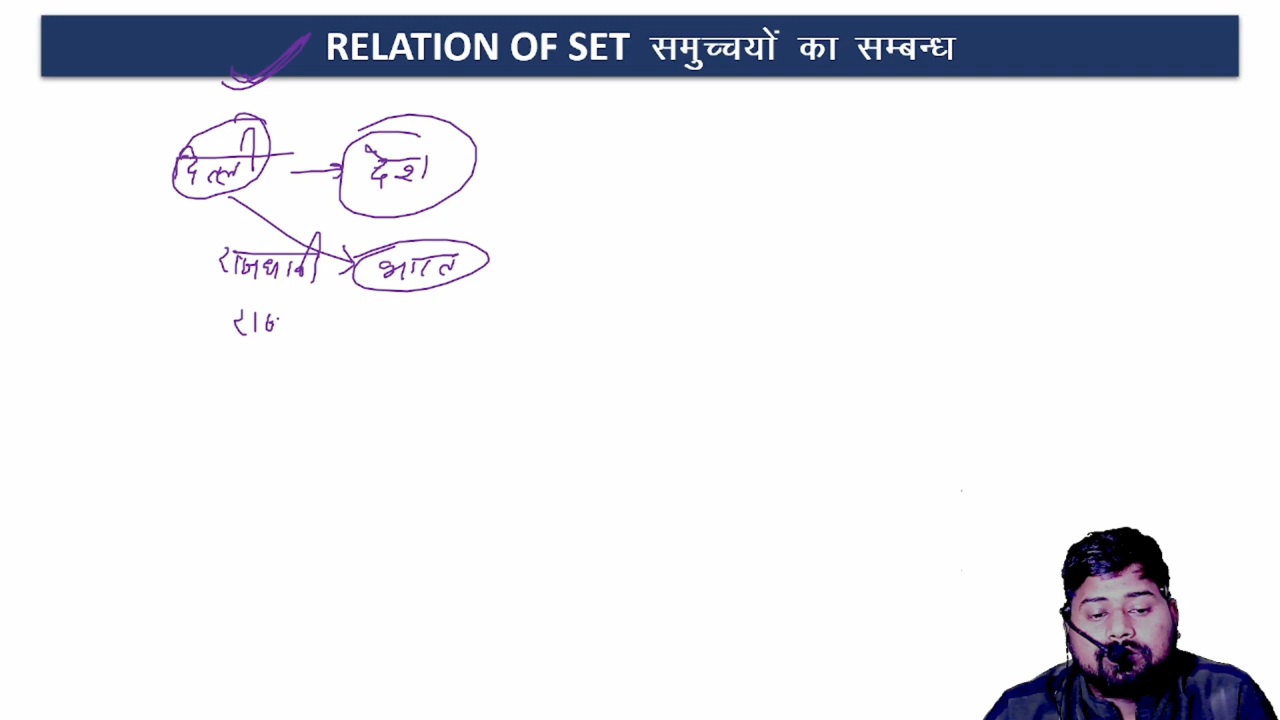 RELATION OF SET समुच्चयों का सम्बन्ध
दिल्ली → देश
राजधानी भारत
राज